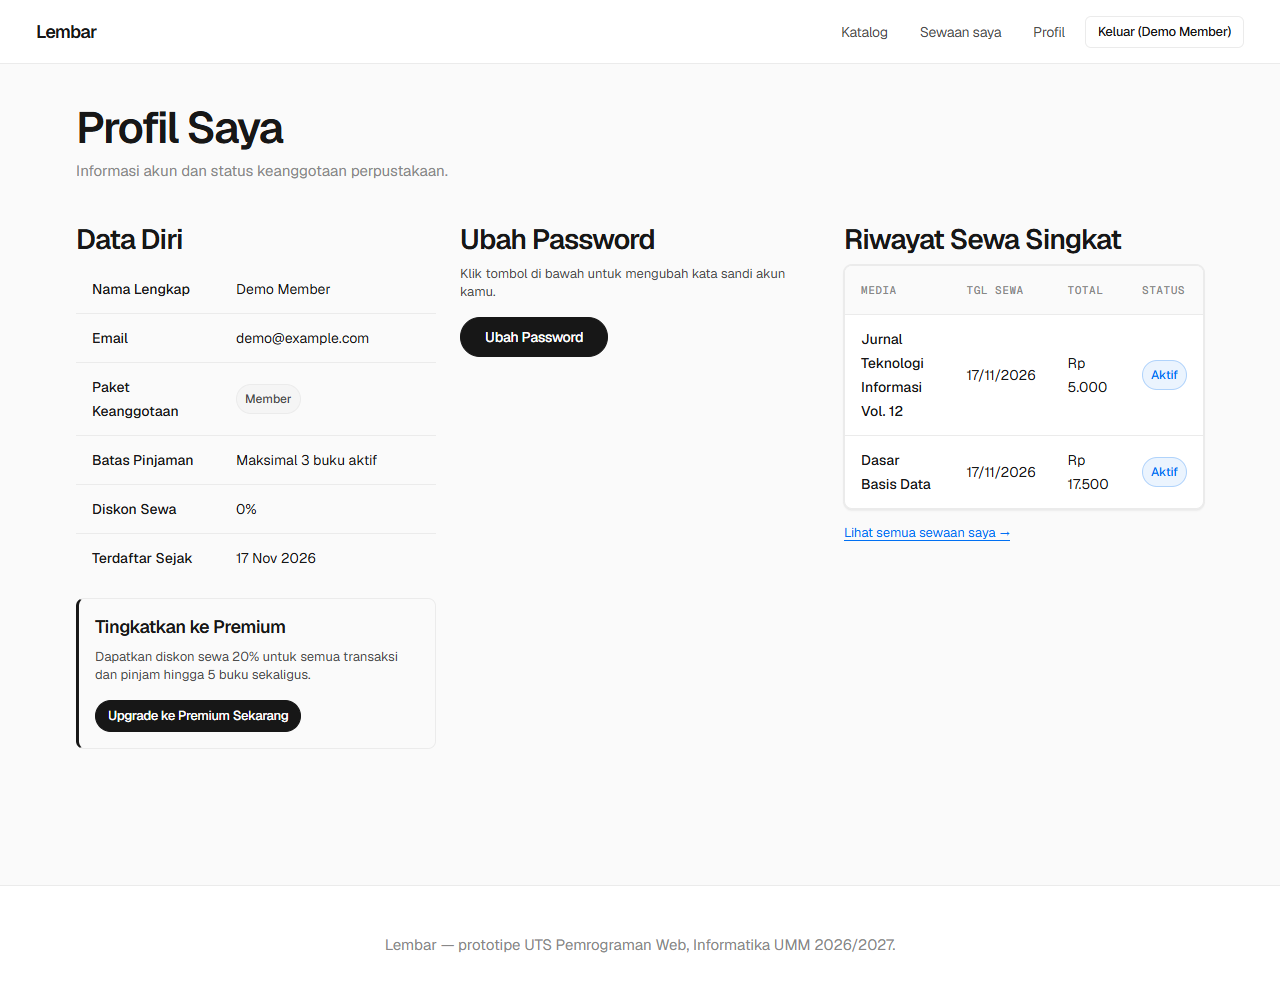 Lembar
Katalog
Sewaan saya
Profil
Keluar (Demo Member)
Profil Saya
Informasi akun dan status keanggotaan perpustakaan.
Data Diri
Nama Lengkap Demo Member
Email demo@example.com
Paket
Keanggotaan
Member
Batas Pinjaman Maksimal 3 buku aktif
Diskon Sewa 0%
Terdaftar Sejak 17 Nov 2026
Tingkatkan ke Premium
Dapatkan diskon sewa 20% untuk semua transaksi
dan pinjam hingga 5 buku sekaligus.
Upgrade ke Premium Sekarang
Ubah Password
Klik tombol di bawah untuk mengubah kata sandi akun
kamu.
Ubah Password
Riwayat Sewa Singkat
MEDIA TGL SEWA TOTAL STATUS
Jurnal
Teknologi
Informasi
Vol. 12
17/11/2026
Rp
5.000
Aktif
Dasar
Basis Data
17/11/2026
Rp
17.500
Aktif
Lihat semua sewaan saya →
Lembar — prototipe UTS Pemrograman Web, Informatika UMM 2026/2027.